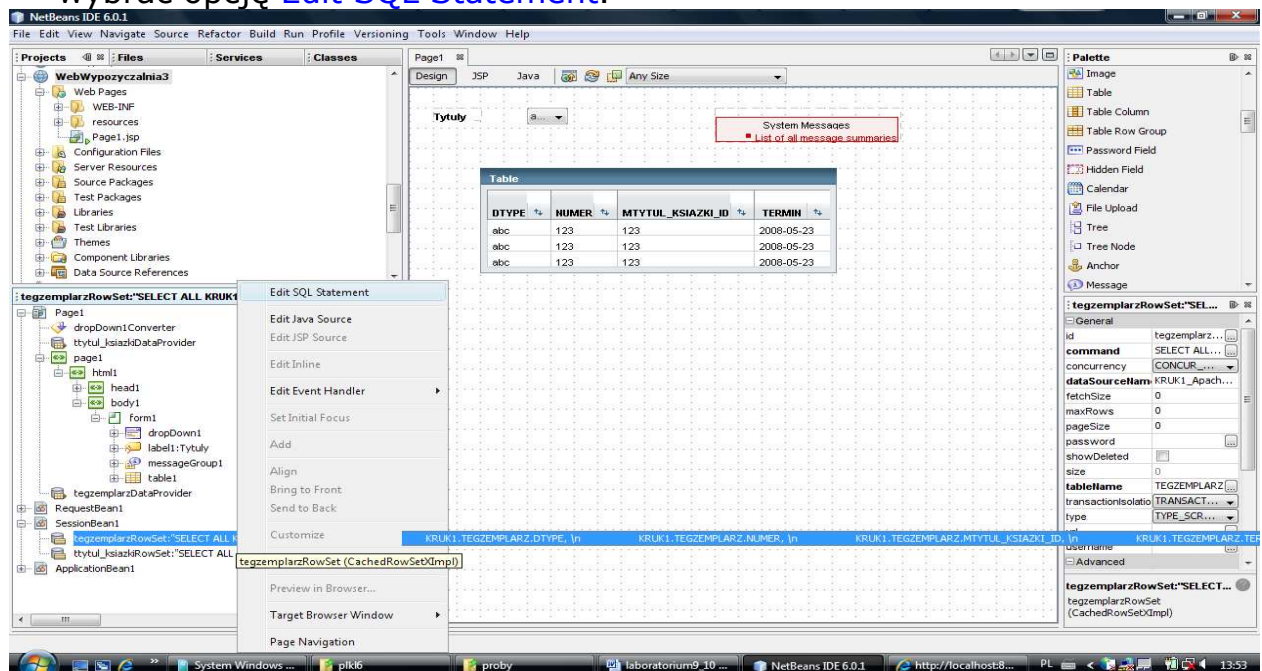 wybrać opcję Edit SQL Statement.
NetBeans IDE 6.0.1
File Edit View Navigate Source Refactor Build Run Profile Versioning Tools Window Help
Projects Files Services Classes
WebWypozyczalnia3
Web Pages
WEB-INF
resources
Page1.jsp
Configuration Files
Server Resources
Source Packages
Test Packages
Libraries
Test Libraries
Themes
Component Libraries
Data Source References
tegzemplarzRowSet:"SELECT ALL KRUK1
Page1
dropDown1Converter
ttytul_ksiazkiDataProvider
page1
html1
head1
body1
form1
dropDown1
label1:Tytuly
messageGroup1
table1
tegzemplarzDataProvider
RequestBean1
SessionBean1
tegzemplarzRowSet:"SELECT ALL K
KRUK1.TEGZEMPLARZ.DTYPE, \n KRUK1.TEGZEMPLARZ.NUMER, \n KRUK1.TEGZEMPLARZ.MTYTUL_KSIAZKI_ID, \n KRUK1.TEGZEMPLARZ.TER
ttytul_ksiazkiRowSet:"SELECT ALL
ApplicationBean1
tegzemplarzRowSet (CachedRowSetXImpl)
Edit SQL Statement
Edit Java Source
Edit JSP Source
Edit Inline
Edit Event Handler
Set Initial Focus
Add
Align
Bring to Front
Send to Back
Customize
Preview in Browser...
Target Browser Window
Page Navigation
Page1
Design JSP Java Any Size
Tytuly a...
System Messages
List of all message summaries
Table
DTYPE NUMER MTYTUL_KSIAZKI_ID TERMIN
abc 123 123 2008-05-23
abc 123 123 2008-05-23
abc 123 123 2008-05-23
Palette
Image
Table
Table Column
Table Row Group
Password Field
Hidden Field
Calendar
File Upload
Tree
Tree Node
Anchor
Message
tegzemplarzRowSet:"SEL...
General
id tegzemplarz...
command SELECT ALL...
concurrency CONCUR_...
dataSourceNam KRUK1_Apach...
fetchSize 0
maxRows 0
pageSize 0
password
showDeleted
size 0
tableName TEGZEMPLARZ
transactionIsolatio TRANSACT...
type TYPE_SCR...
username
Advanced
tegzemplarzRowSet:"SELECT...
tegzemplarzRowSet
(CachedRowSetXImpl)
System Windows ... plkl6 proby laboratorium9_10 ... NetBeans IDE 6.0.1 http://localhost:8... PL 13:53